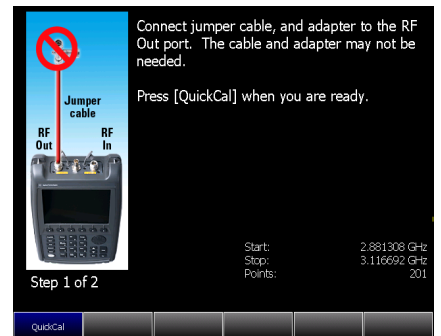 Connect jumper cable, and adapter to the RF
Out port. The cable and adapter may not be
needed.
Press [QuickCal] when you are ready.
Jumper
cable
RF
Out
RF
In
Start: 2.881308 GHz
Stop: 3.116692 GHz
Points: 201
Step 1 of 2
QuickCal